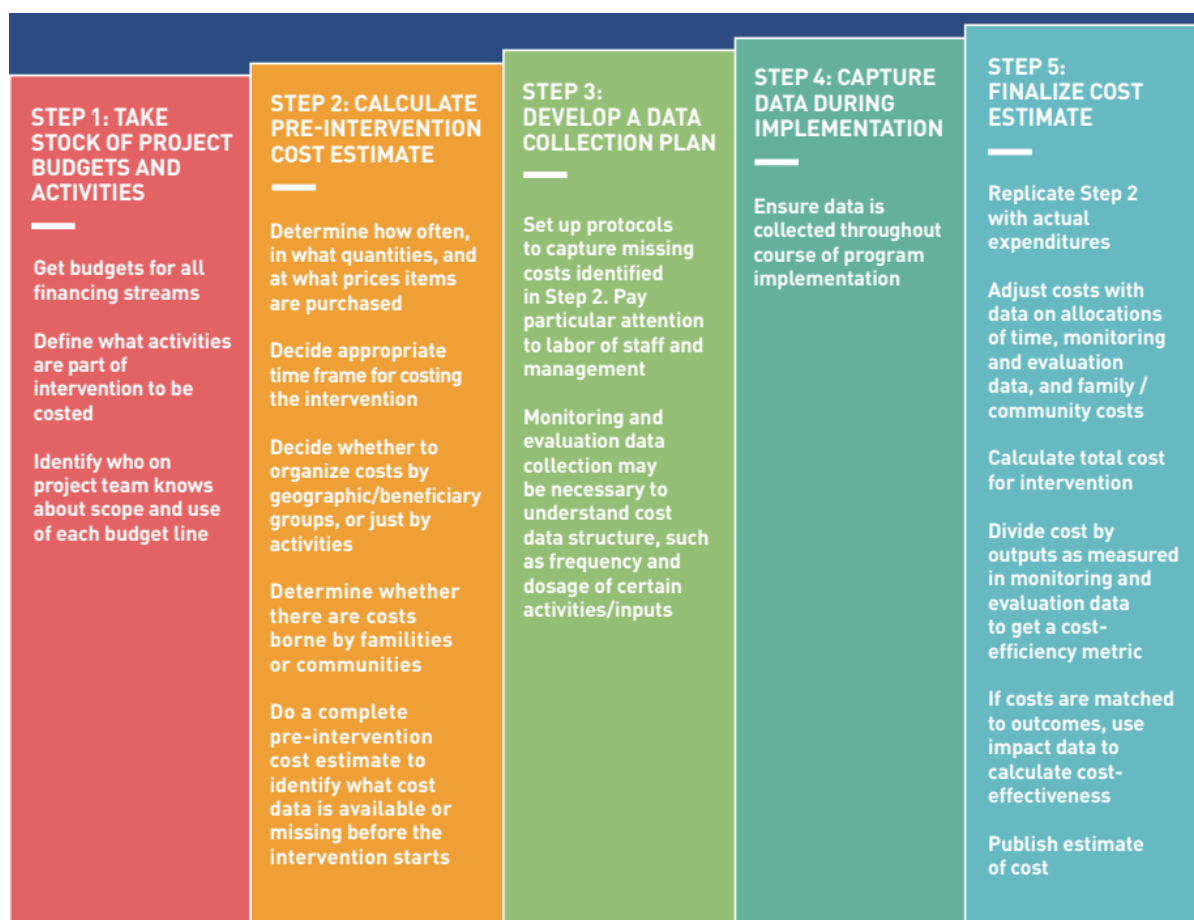 STEP 1: TAKE
STOCK OF PROJECT
BUDGETS AND
ACTIVITIES
Get budgets for all
financing streams
Define what activities
are part of
intervention to be
costed
Identify who on
project team knows
about scope and use
of each budget line
STEP 2: CALCULATE
PRE-INTERVENTION
COST ESTIMATE
Determine how often,
in what quantities, and
at what prices items
are purchased
Decide appropriate
time frame for costing
the intervention
Decide whether to
organize costs by
geographic/beneficiary
groups, or just by
activities
Determine whether
there are costs
borne by familities
or communities
Do a complete
pre-intervention
cost estimate to
identify what cost
data is available or
missing before the
intervention starts
STEP 3:
DEVELOP A DATA
COLLECTION PLAN
Set up protocols
to capture missing
costs identified
in Step 2. Pay
particular attention
to labor of staff and
management
Monitoring and
evaluation data
collection may
be necessary to
understand cost
data structure, such
as frequency and
dosage of certain
activities/inputs
STEP 4: CAPTURE
DATA DURING
IMPLEMENTATION
Ensure data is
collected throughout
course of program
implementation
STEP 5:
FINALIZE COST
ESTIMATE
Replicate Step 2
with actual
expenditures
Adjust costs with
data on allocations
of time, monitoring
and evaluation
data, and family /
community costs
Calculate total cost
for intervention
Divide cost by
outputs as measured
in monitoring and
evaluation data
to get a cost-
efficiency metric
If costs are matched
to outcomes, use
impact data to
calculate cost-
effectiveness
Publish estimate
of cost